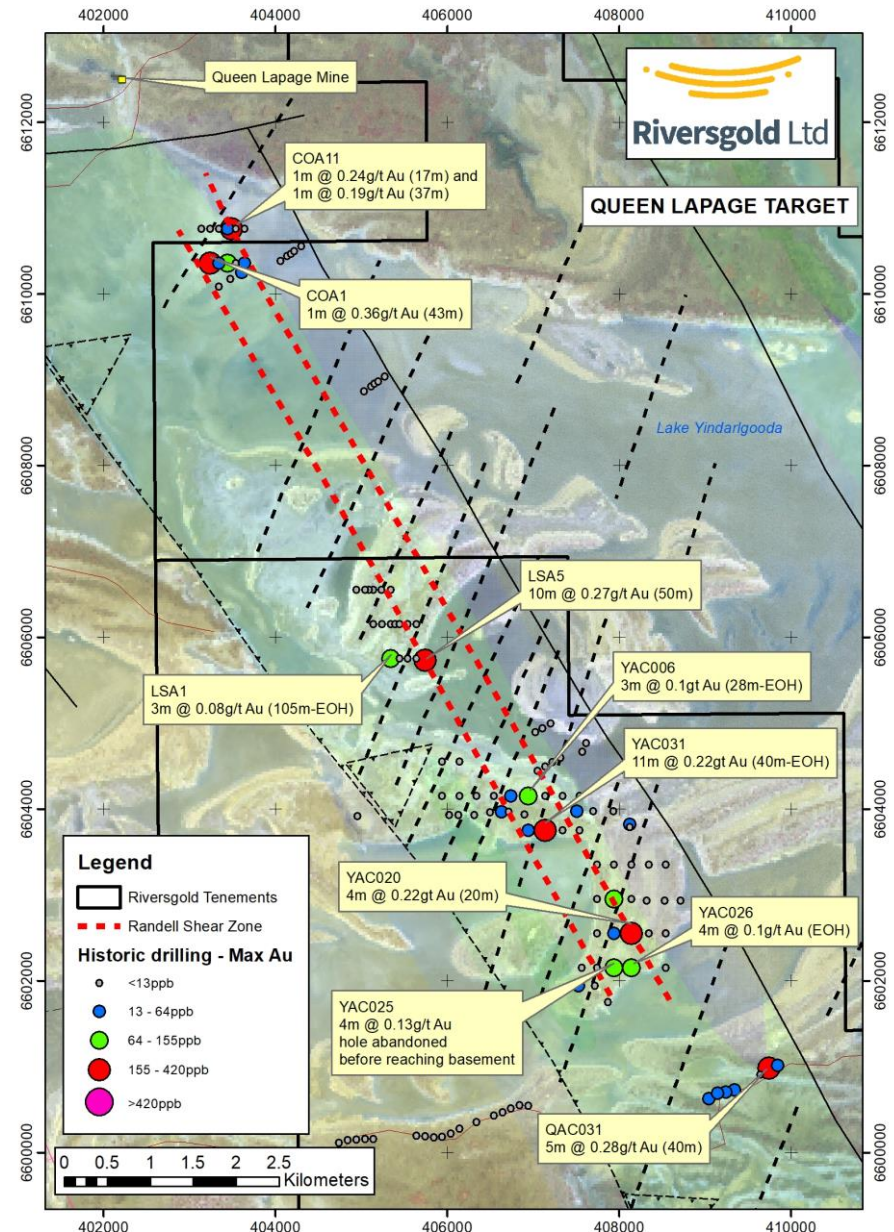 402000
404000
406000
408000
410000
Riversgold Ltd
QUEEN LAPAGE TARGET
Queen Lapage Mine
6612000
6612000
COA11
1m @ 0.24g/t Au (17m) and
1m @ 0.19g/t Au (37m)
6610000
6610000
COA1
1m @ 0.36g/t Au (43m)
Lake Yindarlgooda
6608000
6608000
LSA5
10m @ 0.27g/t Au (50m)
6606000
6606000
YAC006
3m @ 0.1gt Au (28m-EOH)
LSA1
3m @ 0.08g/t Au (105m-EOH)
YAC031
11m @ 0.22gt Au (40m-EOH)
6604000
6604000
YAC020
4m @ 0.22gt Au (20m)
YAC026
4m @ 0.1g/t Au (EOH)
6602000
6602000
YAC025
4m @ 0.13g/t Au
hole abandoned
before reaching basement
QAC031
5m @ 0.28g/t Au (40m)
6600000
6600000
Legend
Riversgold Tenements
Randell Shear Zone
Historic drilling - Max Au
<13ppb
13 - 64ppb
64 - 155ppb
155 - 420ppb
>420ppb
0 0.5 1 1.5 2 2.5
Kilometers
402000
404000
406000
408000
410000